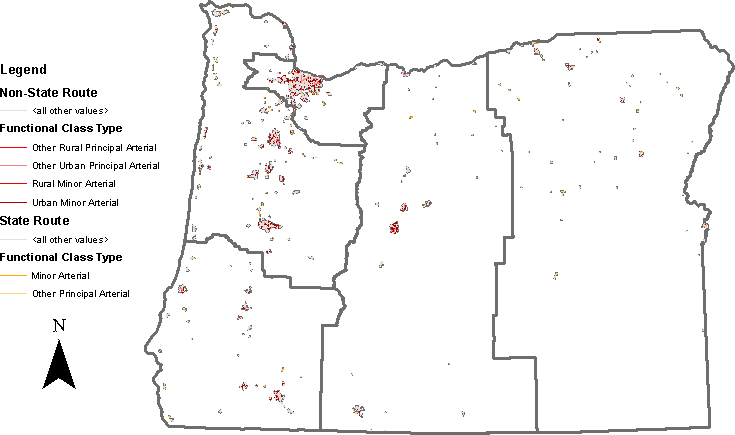 Legend
Non-State Route
<all other values>
Functional Class Type
Other Rural Principal Arterial
Other Urban Principal Arterial
Rural Minor Arterial
Urban Minor Arterial
State Route
<all other values>
Functional Class Type
Minor Arterial
Other Principal Arterial
N